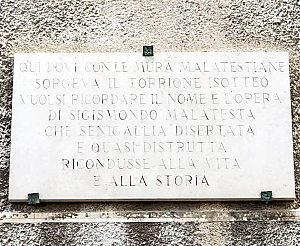 QUI DOVE CON LE MURA MALATESTIANE
SORGEVA IL TORRIONE ISOTTEO
VUOLSI RICORDARE IL NOME E L'OPERA
DI SIGISMONDO MALATESTA
CHE SENIGALLIA DISERTATA
E QUASI DISTRUTTA
RICONDUSSE ALLA VITA
E ALLA STORIA